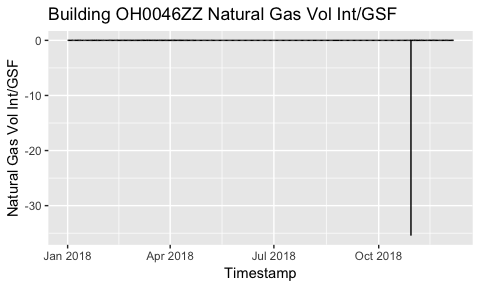 Building OH0046ZZ Natural Gas Vol Int/GSF
Natural Gas Vol Int/GSF
0
-10
-20
-30
Jan 2018 Apr 2018 Jul 2018 Oct 2018
Timestamp